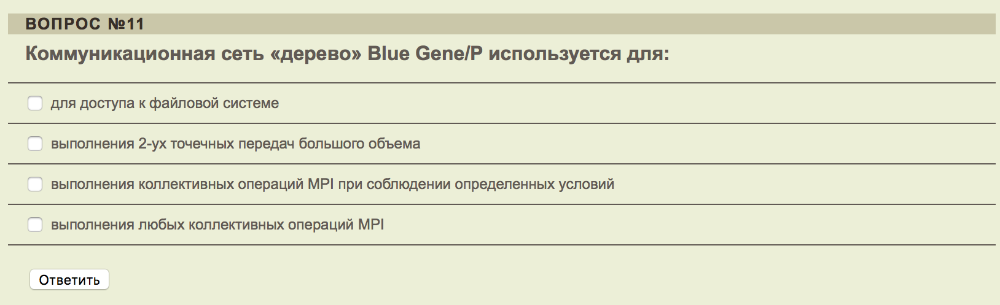 ВОПРОС №11
Коммуникационная сеть «дерево» Blue Gene/P используется для:
для доступа к файловой системе
выполнения 2-ух точечных передач большого объема
выполнения коллективных операций MPI при соблюдении определенных условий
выполнения любых коллективных операций MPI
Ответить